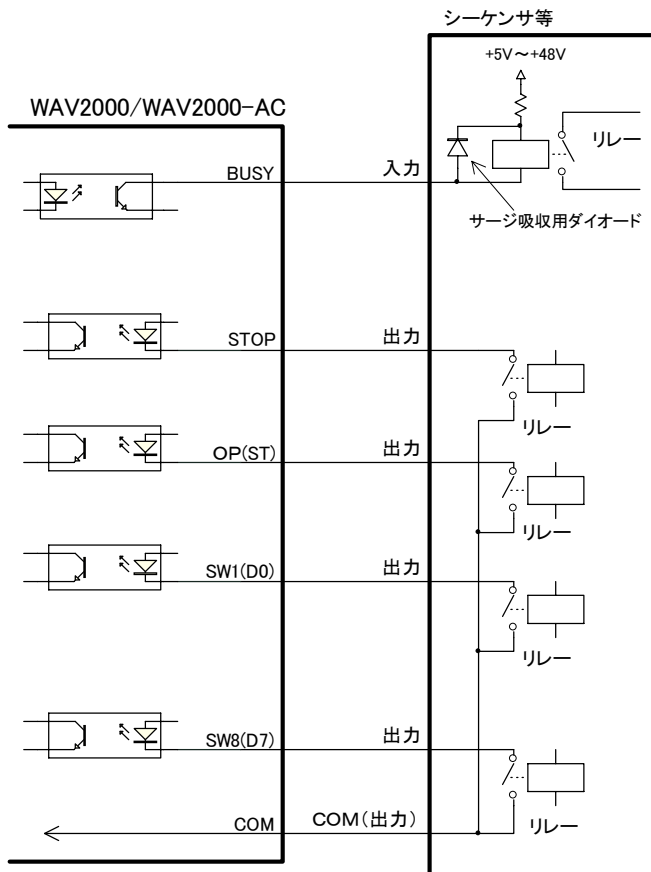 シーケンサ等
+5V～+48V
WAV2000/WAV2000-AC
リレー
BUSY
入力
サージ吸収用ダイオード
STOP
出力
リレー
OP(ST)
出力
リレー
SW1(D0)
出力
リレー
SW8(D7)
出力
リレー
COM
COM(出力)